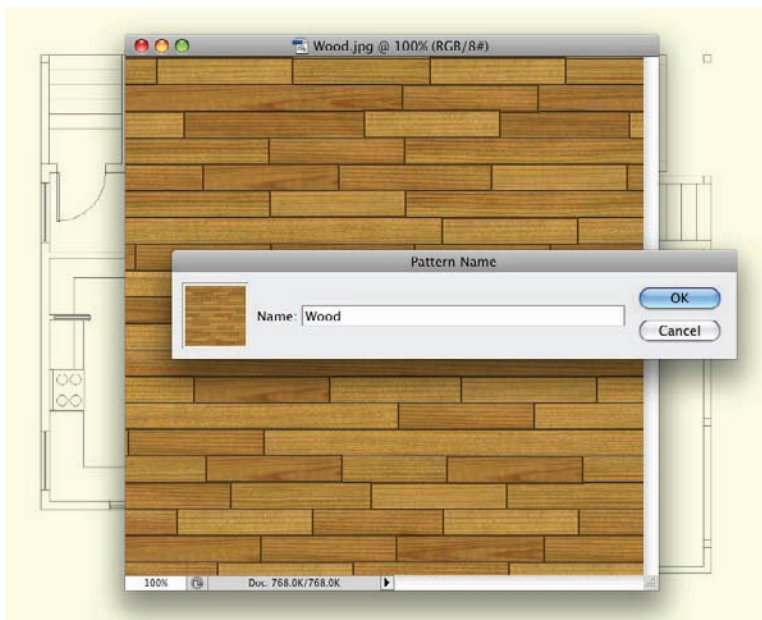 Wood.jpg @ 100% (RGB/8#)
Pattern Name
Name: Wood
OK
Cancel
100%
Doc: 768.0K/768.0K